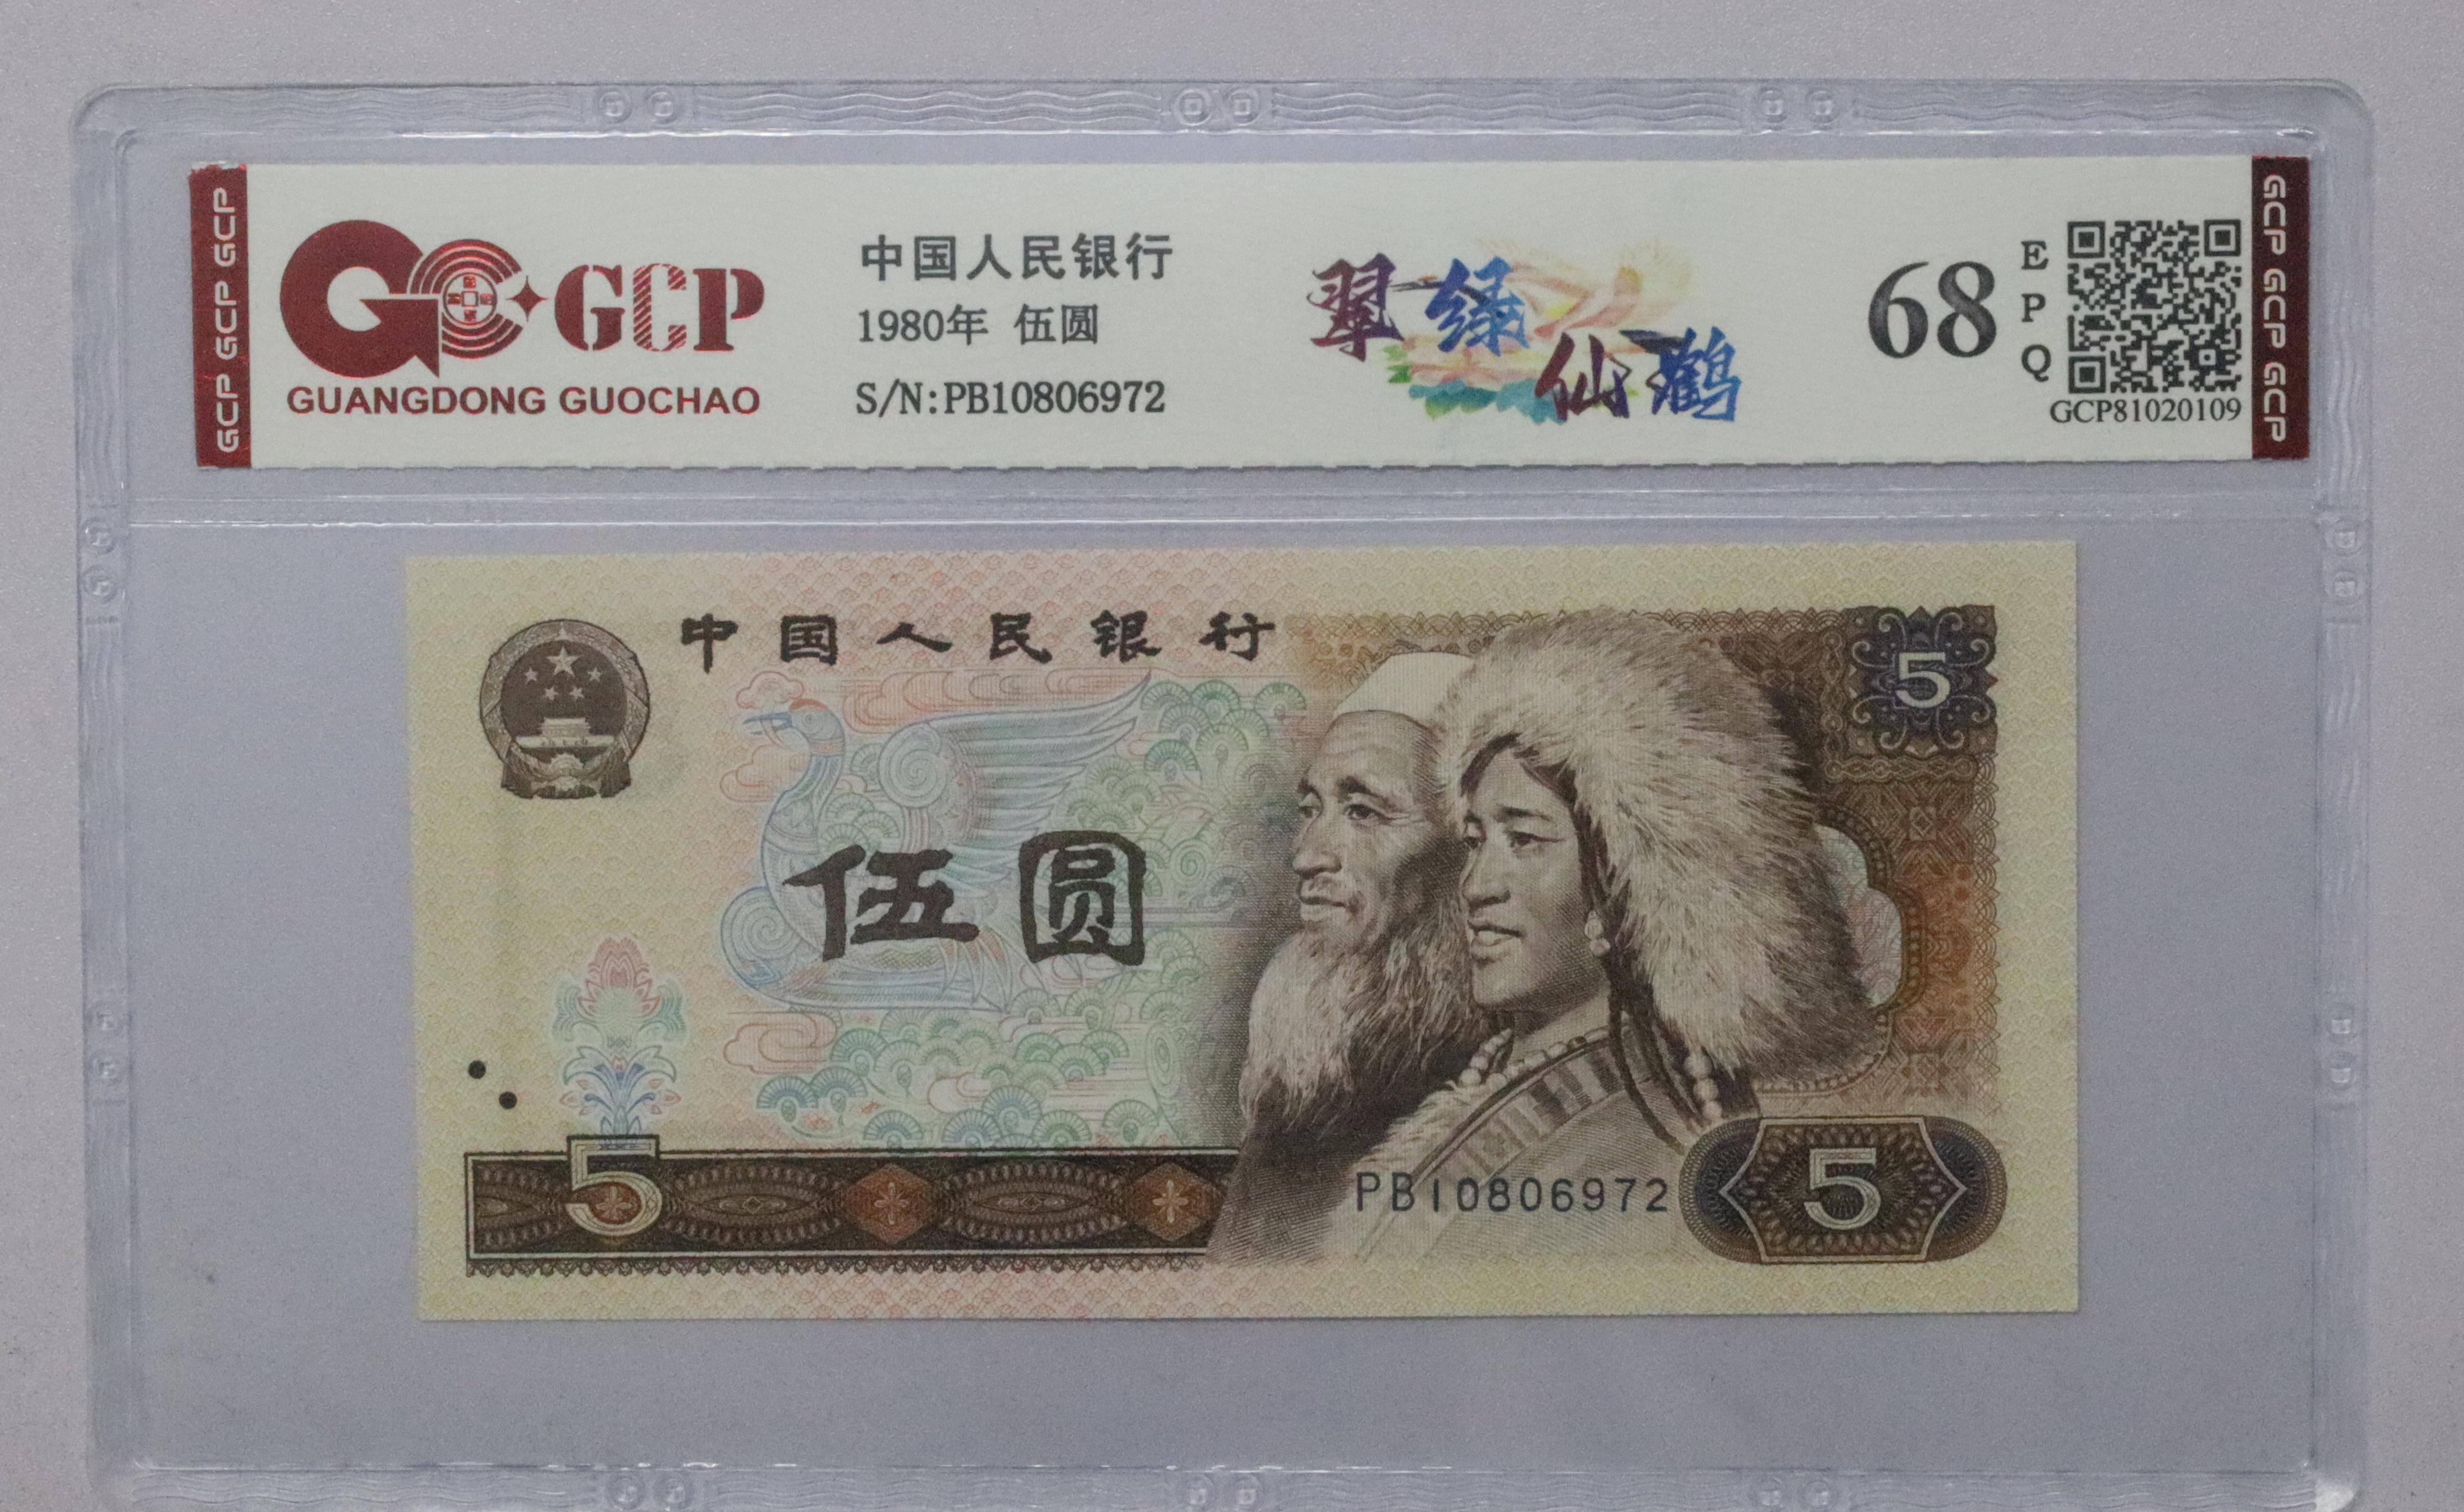 GCP GCP GCP
GCP
GUANGDONG GUOCHAO
中国人民银行
1980年 伍圆
S/N:PB10806972
翠绿
仙鹤
68
EPQ
GCP81020109
GCP GCP GCP
中国人民银行
5
伍圆
5
PB10806972
5